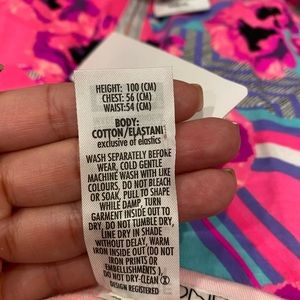 HEIGHT: 100 (CM)
CHEST: 56 (CM)
WAIST:54 (CM)
BODY:
COTTON/ELASTANE
exclusive of elastics
WASH SEPARATELY BEFORE
WEAR, COLD GENTLE
MACHINE WASH WITH LIKE
COLOURS, DO NOT BLEACH
OR SOAK, PULL TO SHAPE
WHILE DAMP, TURN
GARMENT INSIDE OUT TO
DRY, DO NOT TUMBLE DRY,
LINE DRY IN SHADE
WITHOUT DELAY, WARM
IRON INSIDE OUT (DO
NOT IRON PRINTS OR
EMBELLISHMENTS),
DO NOT DRY-CLEAN
DESIGN REGISTERED